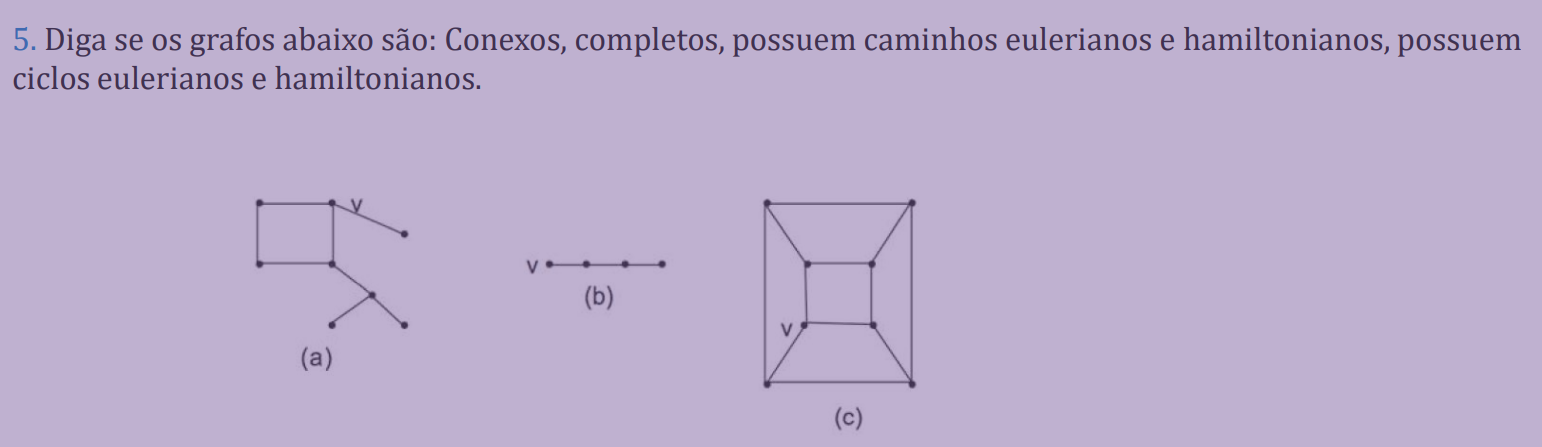 5. Diga se os grafos abaixo são: Conexos, completos, possuem caminhos eulerianos e hamiltonianos, possuem
ciclos eulerianos e hamiltonianos.
v
v
v
(b)
(a)
(c)